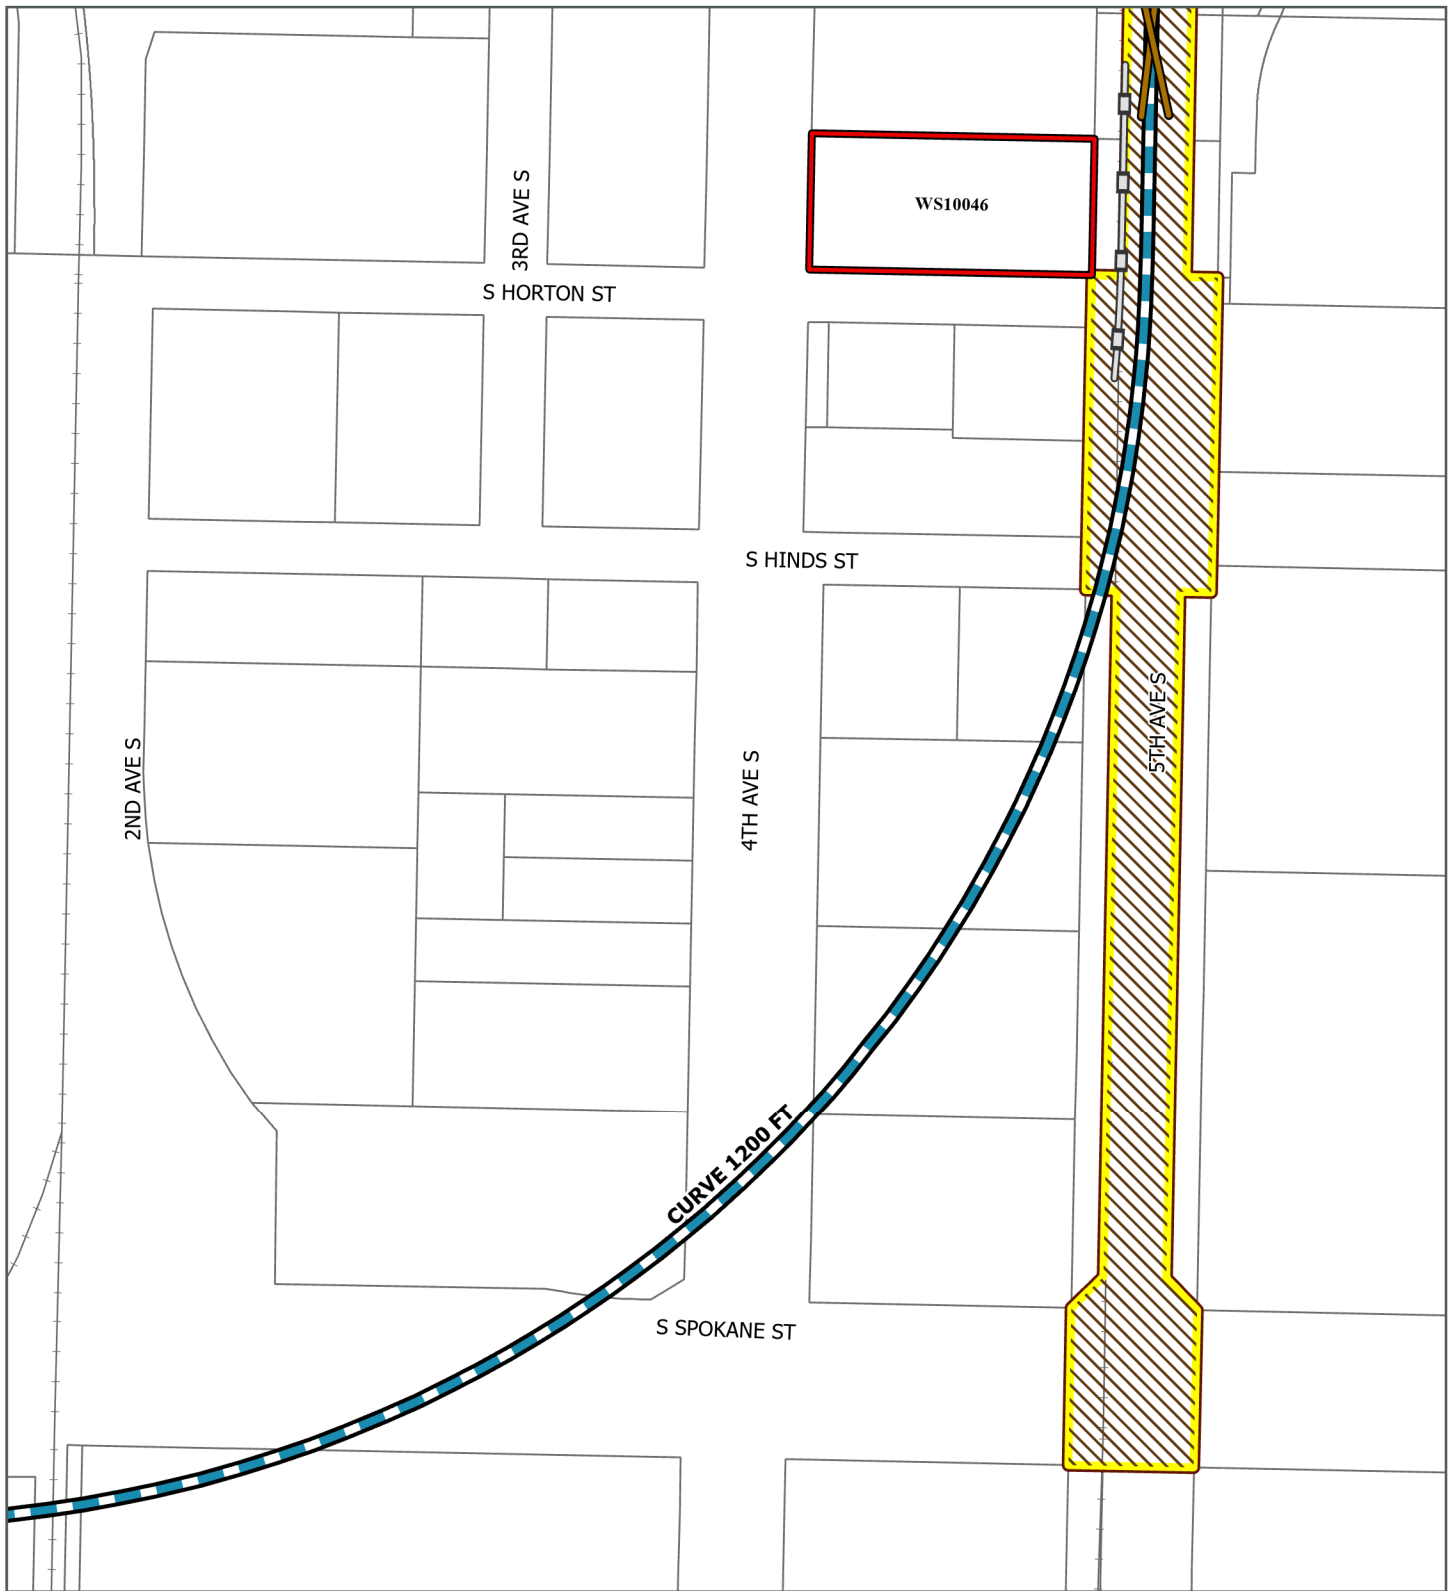 3RD AVE S
WS10046
S HORTON ST
S HINDS ST
5TH AVE S
2ND AVE S
4TH AVE S
CURVE 1200 FT
S SPOKANE ST